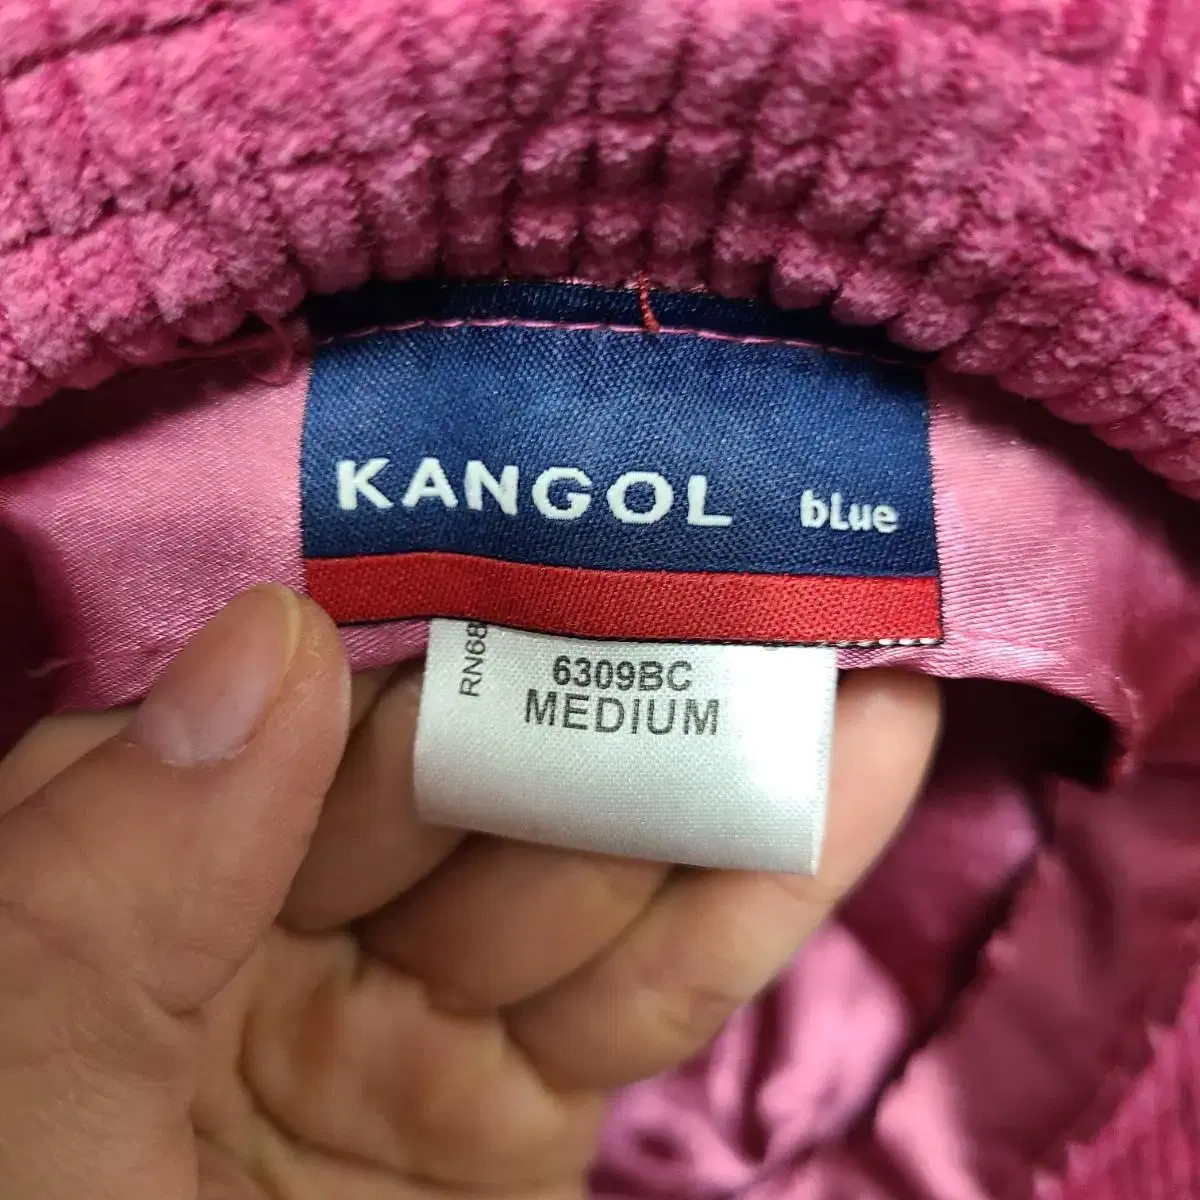 KANGOL bLue
RN68
6309BC
MEDIUM